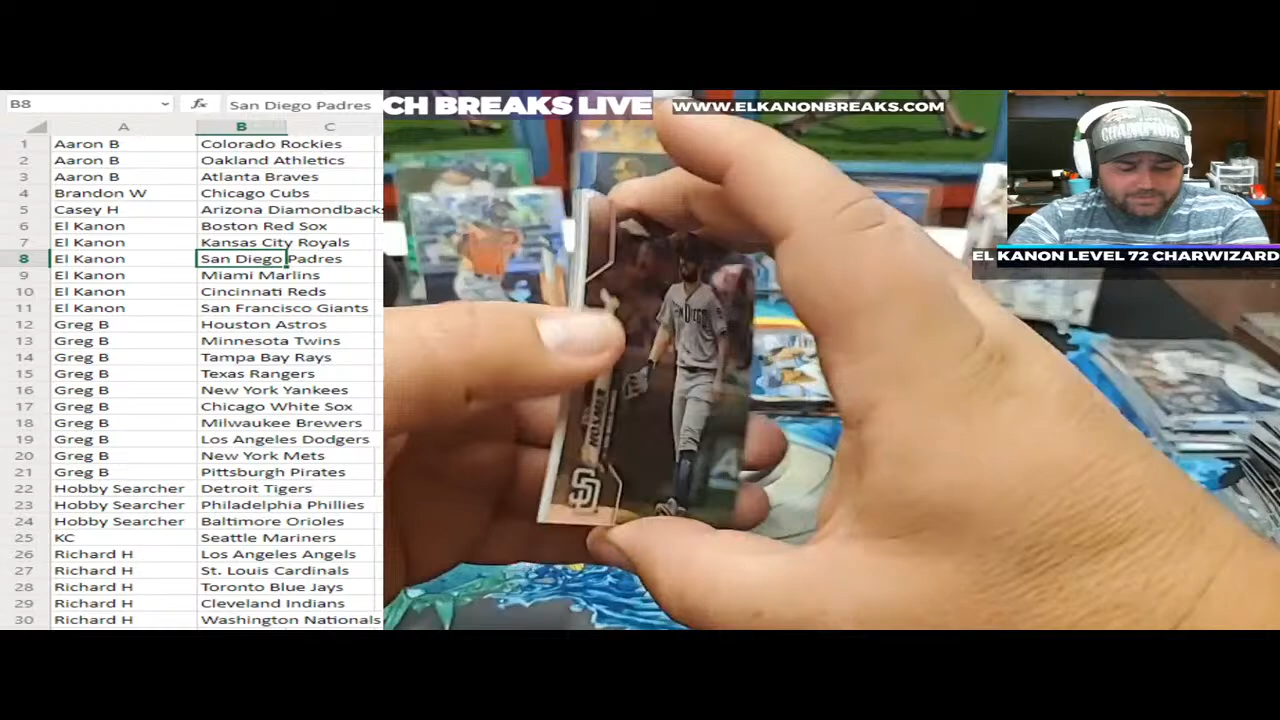 B8
fx
San Diego Padres
A B C
1 Aaron B Colorado Rockies
2 Aaron B Oakland Athletics
3 Aaron B Atlanta Braves
4 Brandon W Chicago Cubs
5 Casey H Arizona Diamondbacks
6 El Kanon Boston Red Sox
7 El Kanon Kansas City Royals
8 El Kanon San Diego Padres
9 El Kanon Miami Marlins
10 El Kanon Cincinnati Reds
11 El Kanon San Francisco Giants
12 Greg B Houston Astros
13 Greg B Minnesota Twins
14 Greg B Tampa Bay Rays
15 Greg B Texas Rangers
16 Greg B New York Yankees
17 Greg B Chicago White Sox
18 Greg B Milwaukee Brewers
19 Greg B Los Angeles Dodgers
20 Greg B New York Mets
21 Greg B Pittsburgh Pirates
22 Hobby Searcher Detroit Tigers
23 Hobby Searcher Philadelphia Phillies
24 Hobby Searcher Baltimore Orioles
25 KC Seattle Mariners
26 Richard H Los Angeles Angels
27 Richard H St. Louis Cardinals
28 Richard H Toronto Blue Jays
29 Richard H Cleveland Indians
30 Richard H Washington Nationals
CH BREAKS LIVE
WWW.ELKANONBREAKS.COM
CHAMPIONS
EL KANON LEVEL 72 CHARWIZARD
SAN DIEGO
HOSMER
SD